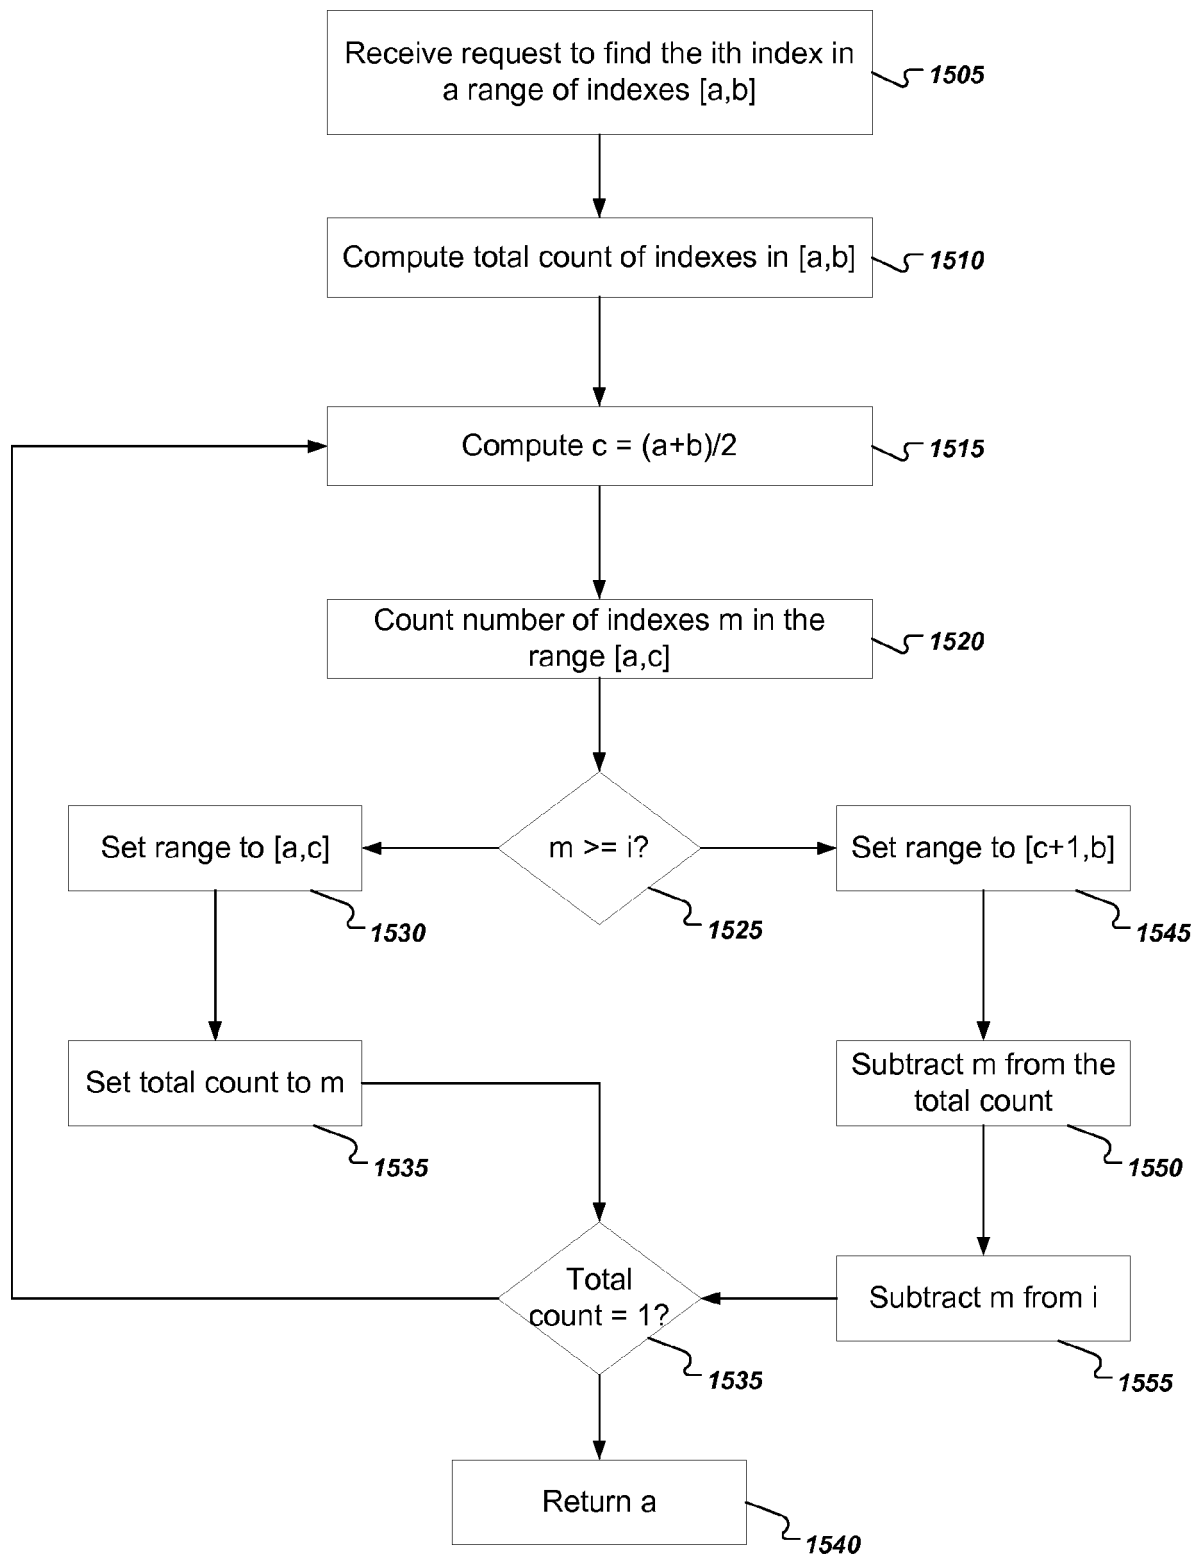 Receive request to find the ith index in
a range of indexes [a,b]
1505
Compute total count of indexes in [a,b]
1510
Compute c = (a+b)/2
1515
Count number of indexes m in the
range [a,c]
1520
m >= i?
1525
Set range to [a,c]
1530
Set range to [c+1,b]
1545
Set total count to m
1535
Subtract m from the
total count
1550
Total
count = 1?
1535
Subtract m from i
1555
Return a
1540